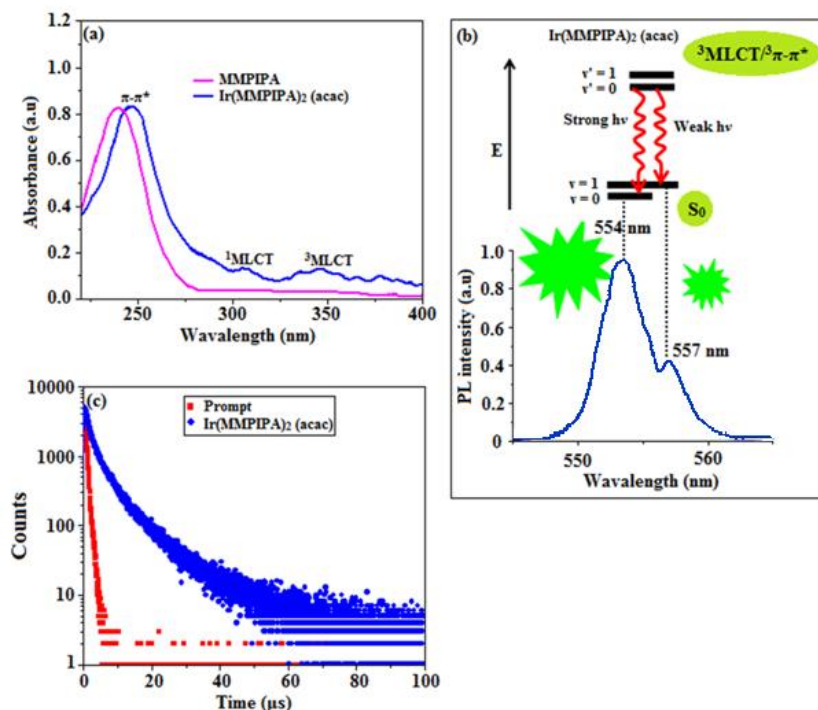 (a)
MMPIPA
Ir(MMPIPA)₂ (acac)
π-π*
¹MLCT
³MLCT
Absorbance (a.u)
1.2
1.0
0.8
0.6
0.4
0.2
0.0
250
300
350
400
Wavalength (nm)
(b)
Ir(MMPIPA)₂ (acac)
³MLCT/³π-π*
v' = 1
v' = 0
Strong hν
Weak hν
E
v = 1
v = 0
S₀
554 nm
557 nm
PL intensity (a.u)
1.0
0.8
0.6
0.4
0.2
0
550
560
Wavelength (nm)
(c)
Prompt
Ir(MMPIPA)₂ (acac)
Counts
10000
1000
100
10
1
0
20
40
60
80
100
Time (µs)